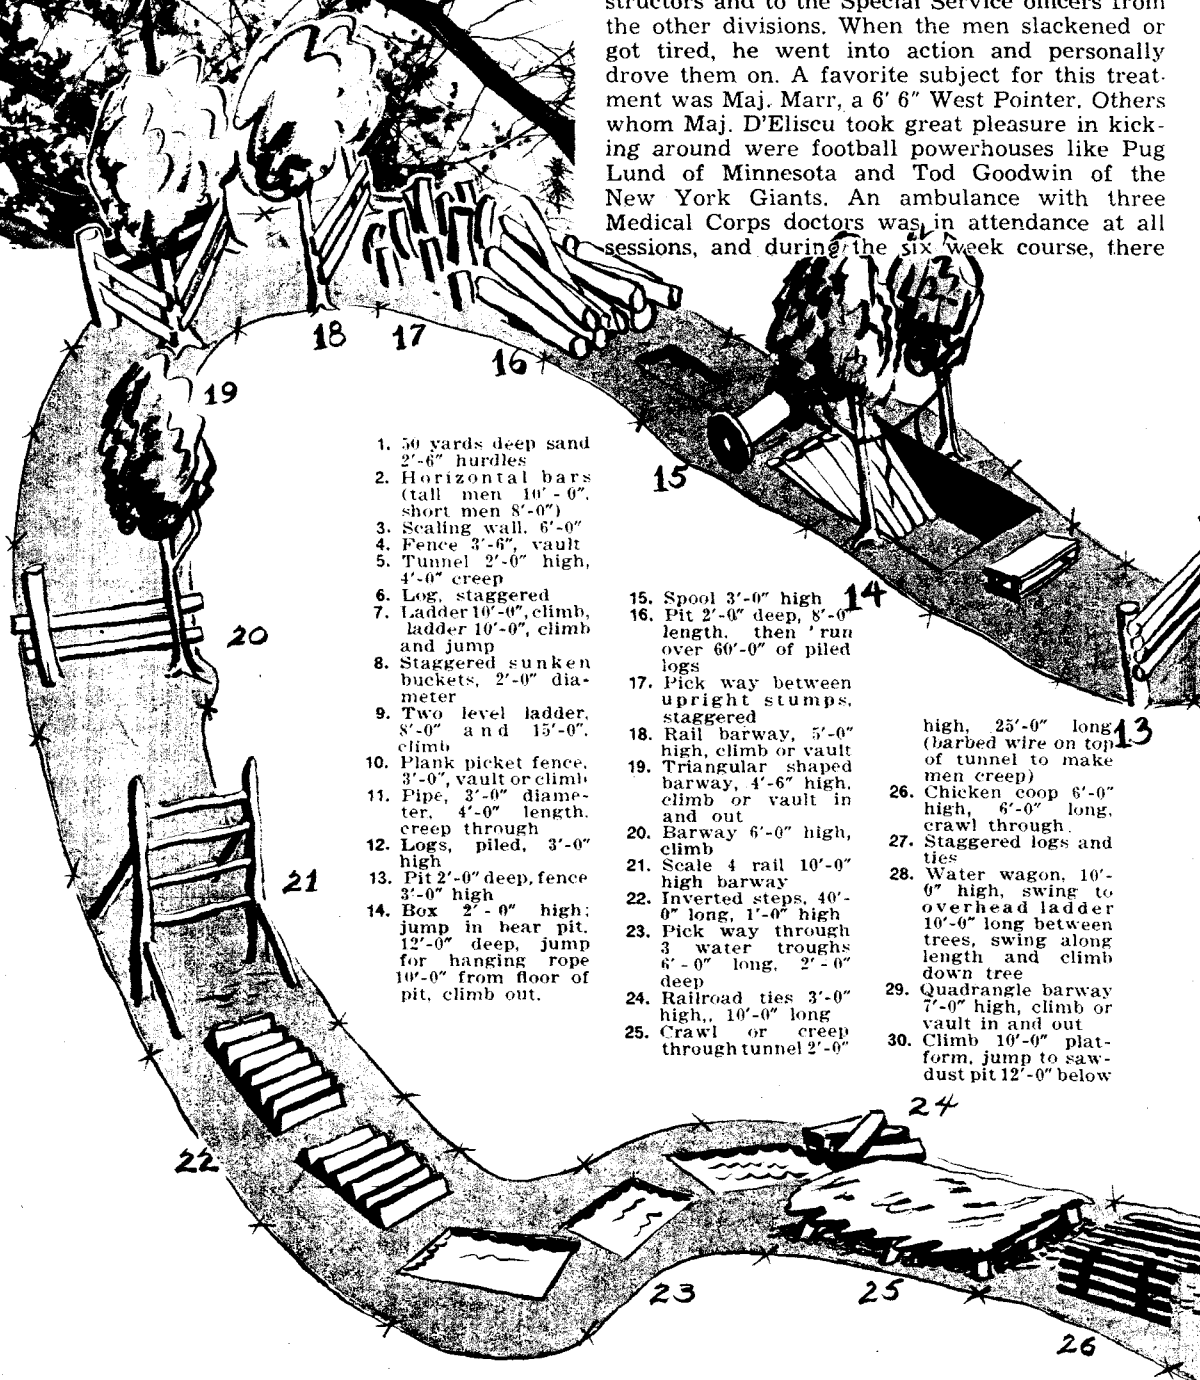 structors and to the Special Service officers from
the other divisions. When the men slackened or
got tired, he went into action and personally
drove them on. A favorite subject for this treat-
ment was Maj. Marr, a 6' 6" West Pointer. Others
whom Maj. D'Eliscu took great pleasure in kick-
ing around were football powerhouses like Pug
Lund of Minnesota and Tod Goodwin of the
New York Giants. An ambulance with three
Medical Corps doctors was in attendance at all
sessions, and during the six week course, there
1. 50 yards deep sand
2'-6" hurdles
2. Horizontal bars
(tall men 10'-0",
short men 8'-0")
3. Scaling wall, 6'-0"
4. Fence 3'-6", vault
5. Tunnel 2'-0" high,
4'-0" creep
6. Log, staggered
7. Ladder 10'-0", climb,
ladder 10'-0", climb
and jump
8. Staggered sunken
buckets, 2'-0" dia-
meter
9. Two level ladder,
8'-0" and 15'-0",
climb
10. Plank picket fence,
3'-0", vault or climb
11. Pipe, 3'-0" diame-
ter, 4'-0" length,
creep through
12. Logs, piled, 3'-0"
high
13. Pit 2'-0" deep, fence
3'-0" high
14. Box 2'-0" high;
jump in bear pit,
12'-0" deep, jump
for hanging rope
10'-0" from floor of
pit, climb out.
15. Spool 3'-0" high
16. Pit 2'-0" deep, 8'-0"
length, then run
over 60'-0" of piled
logs
17. Pick way between
upright stumps,
staggered
18. Rail barway, 5'-0"
high, climb or vault
19. Triangular shaped
barway, 4'-6" high,
climb or vault in
and out
20. Barway 6'-0" high,
climb
21. Scale 4 rail 10'-0"
high barway
22. Inverted steps, 40'-
0" long, 1'-0" high
23. Pick way through
3 water troughs
6'-0" long, 2'-0"
deep
24. Railroad ties 3'-0"
high,, 10'-0" long
25. Crawl or creep
through tunnel 2'-0"
high, 25'-0" long
(barbed wire on top
of tunnel to make
men creep)
26. Chicken coop 6'-0"
high, 6'-0" long,
crawl through.
27. Staggered logs and
ties
28. Water wagon, 10'-
0" high, swing to
overhead ladder
10'-0" long between
trees, swing along
length and climb
down tree
29. Quadrangle barway
7'-0" high, climb or
vault in and out
30. Climb 10'-0" plat-
form, jump to saw-
dust pit 12'-0" below
13
14
15
16
17
18
19
20
21
22
23
24
25
26